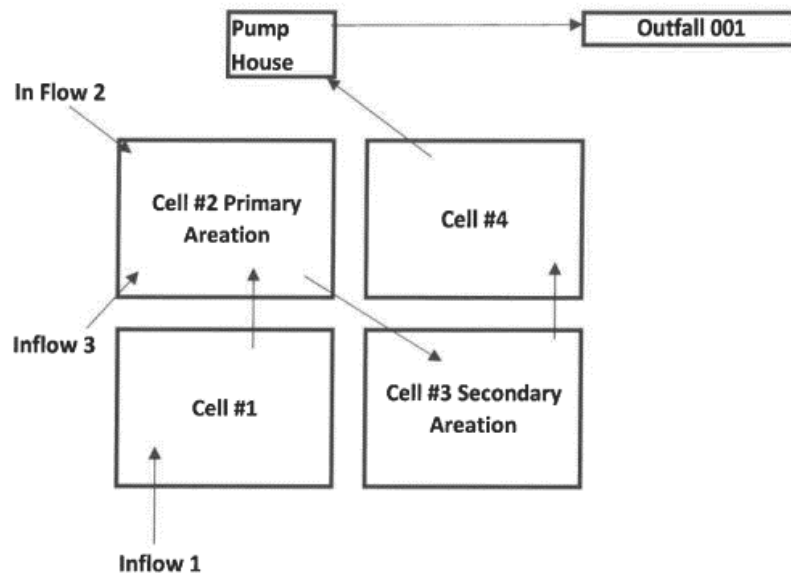 Pump
House
Outfall 001
In Flow 2
Cell #2 Primary
Areation
Cell #4
Inflow 3
Cell #1
Cell #3 Secondary
Areation
Inflow 1